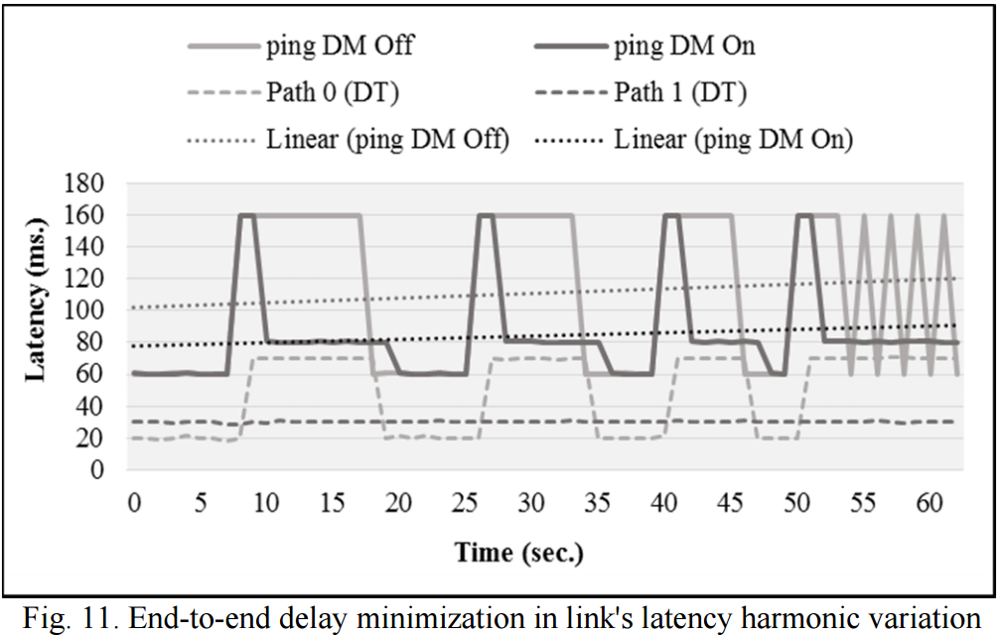 ping DM Off ping DM On
Path 0 (DT) Path 1 (DT)
Linear (ping DM Off) Linear (ping DM On)
180
160
140
120
100
80
60
40
20
0
Latency (ms.)
0 5 10 15 20 25 30 35 40 45 50 55 60
Time (sec.)
Fig. 11. End-to-end delay minimization in link's latency harmonic variation